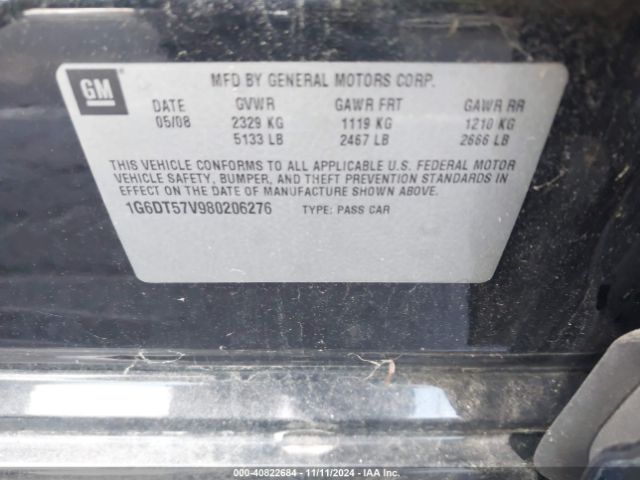 GM
MFD BY GENERAL MOTORS CORP.
DATE GVWR GAWR FRT GAWR RR
05/08 2329 KG 1119 KG 1210 KG
5133 LB 2467 LB 2666 LB
THIS VEHICLE CONFORMS TO ALL APPLICABLE U.S. FEDERAL MOTOR
VEHICLE SAFETY, BUMPER, AND THEFT PREVENTION STANDARDS IN
EFFECT ON THE DATE OF MANUFACTURE SHOWN ABOVE.
1G6DT57V980206276 TYPE: PASS CAR
000-40822684 - 11/11/2024 - IAA Inc.